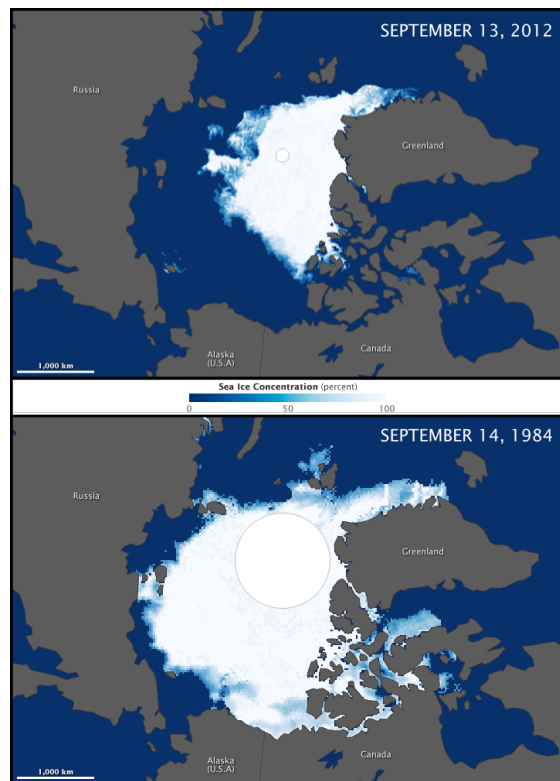 SEPTEMBER 13, 2012
Russia
Greenland
Alaska
(U.S.A)
Canada
1,000 km
Sea Ice Concentration (percent)
0 50 100
SEPTEMBER 14, 1984
Russia
Greenland
Alaska
(U.S.A)
Canada
1,000 km